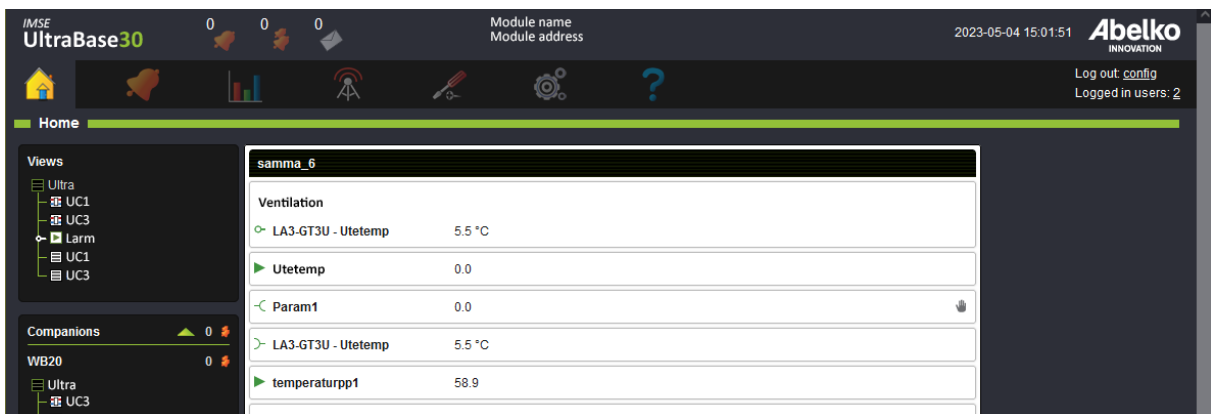 IMSE
UltraBase30
0
0
0
Module name
Module address
2023-05-04 15:01:51
Abelko
INNOVATION
?
Log out: config
Logged in users: 2
Home
Views
Ultra
UC1
UC3
Larm
UC1
UC3
Companions 0
WB20 0
Ultra
UC3
samma_6
Ventilation
LA3-GT3U - Utetemp 5.5 °C
Utetemp 0.0
Param1 0.0
LA3-GT3U - Utetemp 5.5 °C
temperaturpp1 58.9